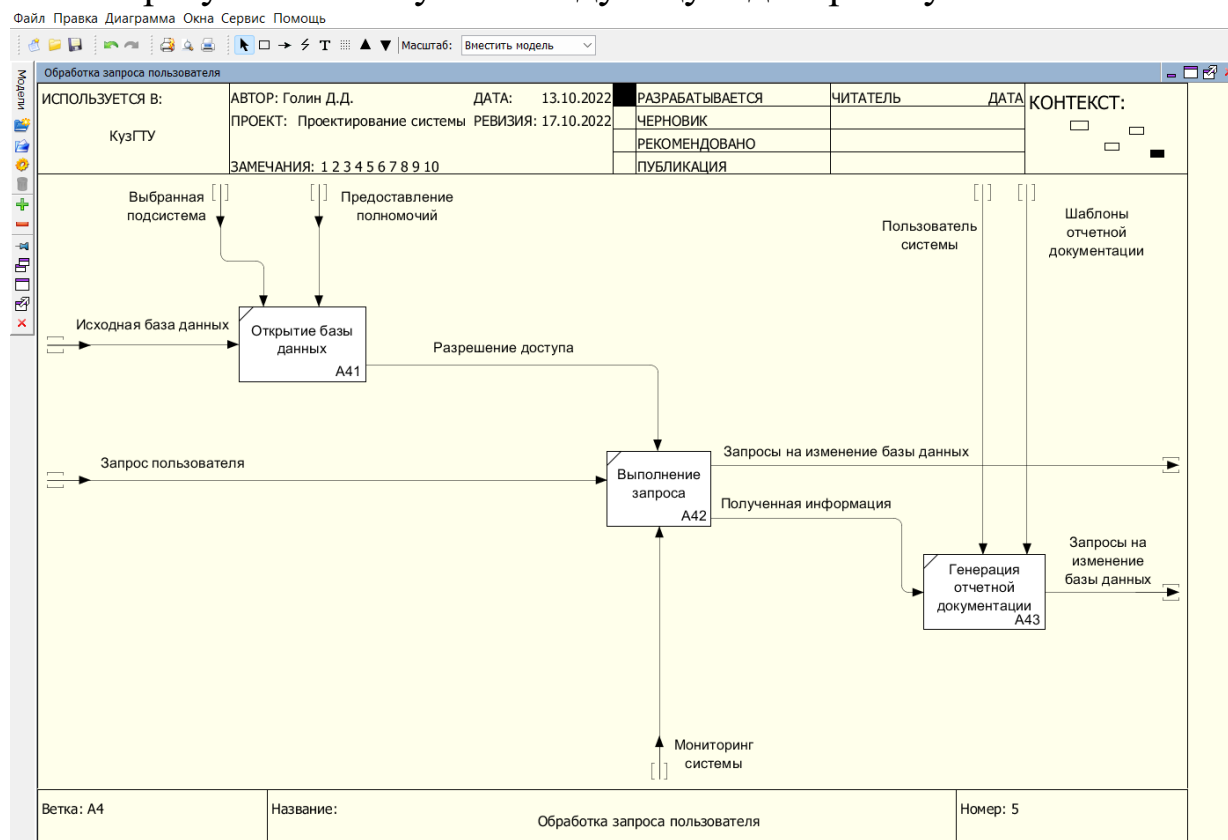 Файл Правка Диаграмма Окна Сервис Помощь
Масштаб: Вместить модель
Модели
Обработка запроса пользователя
ИСПОЛЬЗУЕТСЯ В:
КузГТУ
АВТОР: Голин Д.Д. ДАТА: 13.10.2022
ПРОЕКТ: Проектирование системы РЕВИЗИЯ: 17.10.2022
ЗАМЕЧАНИЯ: 1 2 3 4 5 6 7 8 9 10
РАЗРАБАТЫВАЕТСЯ
ЧЕРНОВИК
РЕКОМЕНДОВАНО
ПУБЛИКАЦИЯ
ЧИТАТЕЛЬ ДАТА
КОНТЕКСТ:
Выбранная
подсистема
Предоставление
полномочий
Пользователь
системы
Шаблоны
отчетной
документации
Исходная база данных
Открытие базы
данных
A41
Разрешение доступа
Запрос пользователя
Выполнение
запроса
A42
Запросы на изменение базы данных
Полученная информация
Генерация
отчетной
документации
A43
Запросы на
изменение
базы данных
Мониторинг
системы
Ветка: A4
Название:
Обработка запроса пользователя
Номер: 5